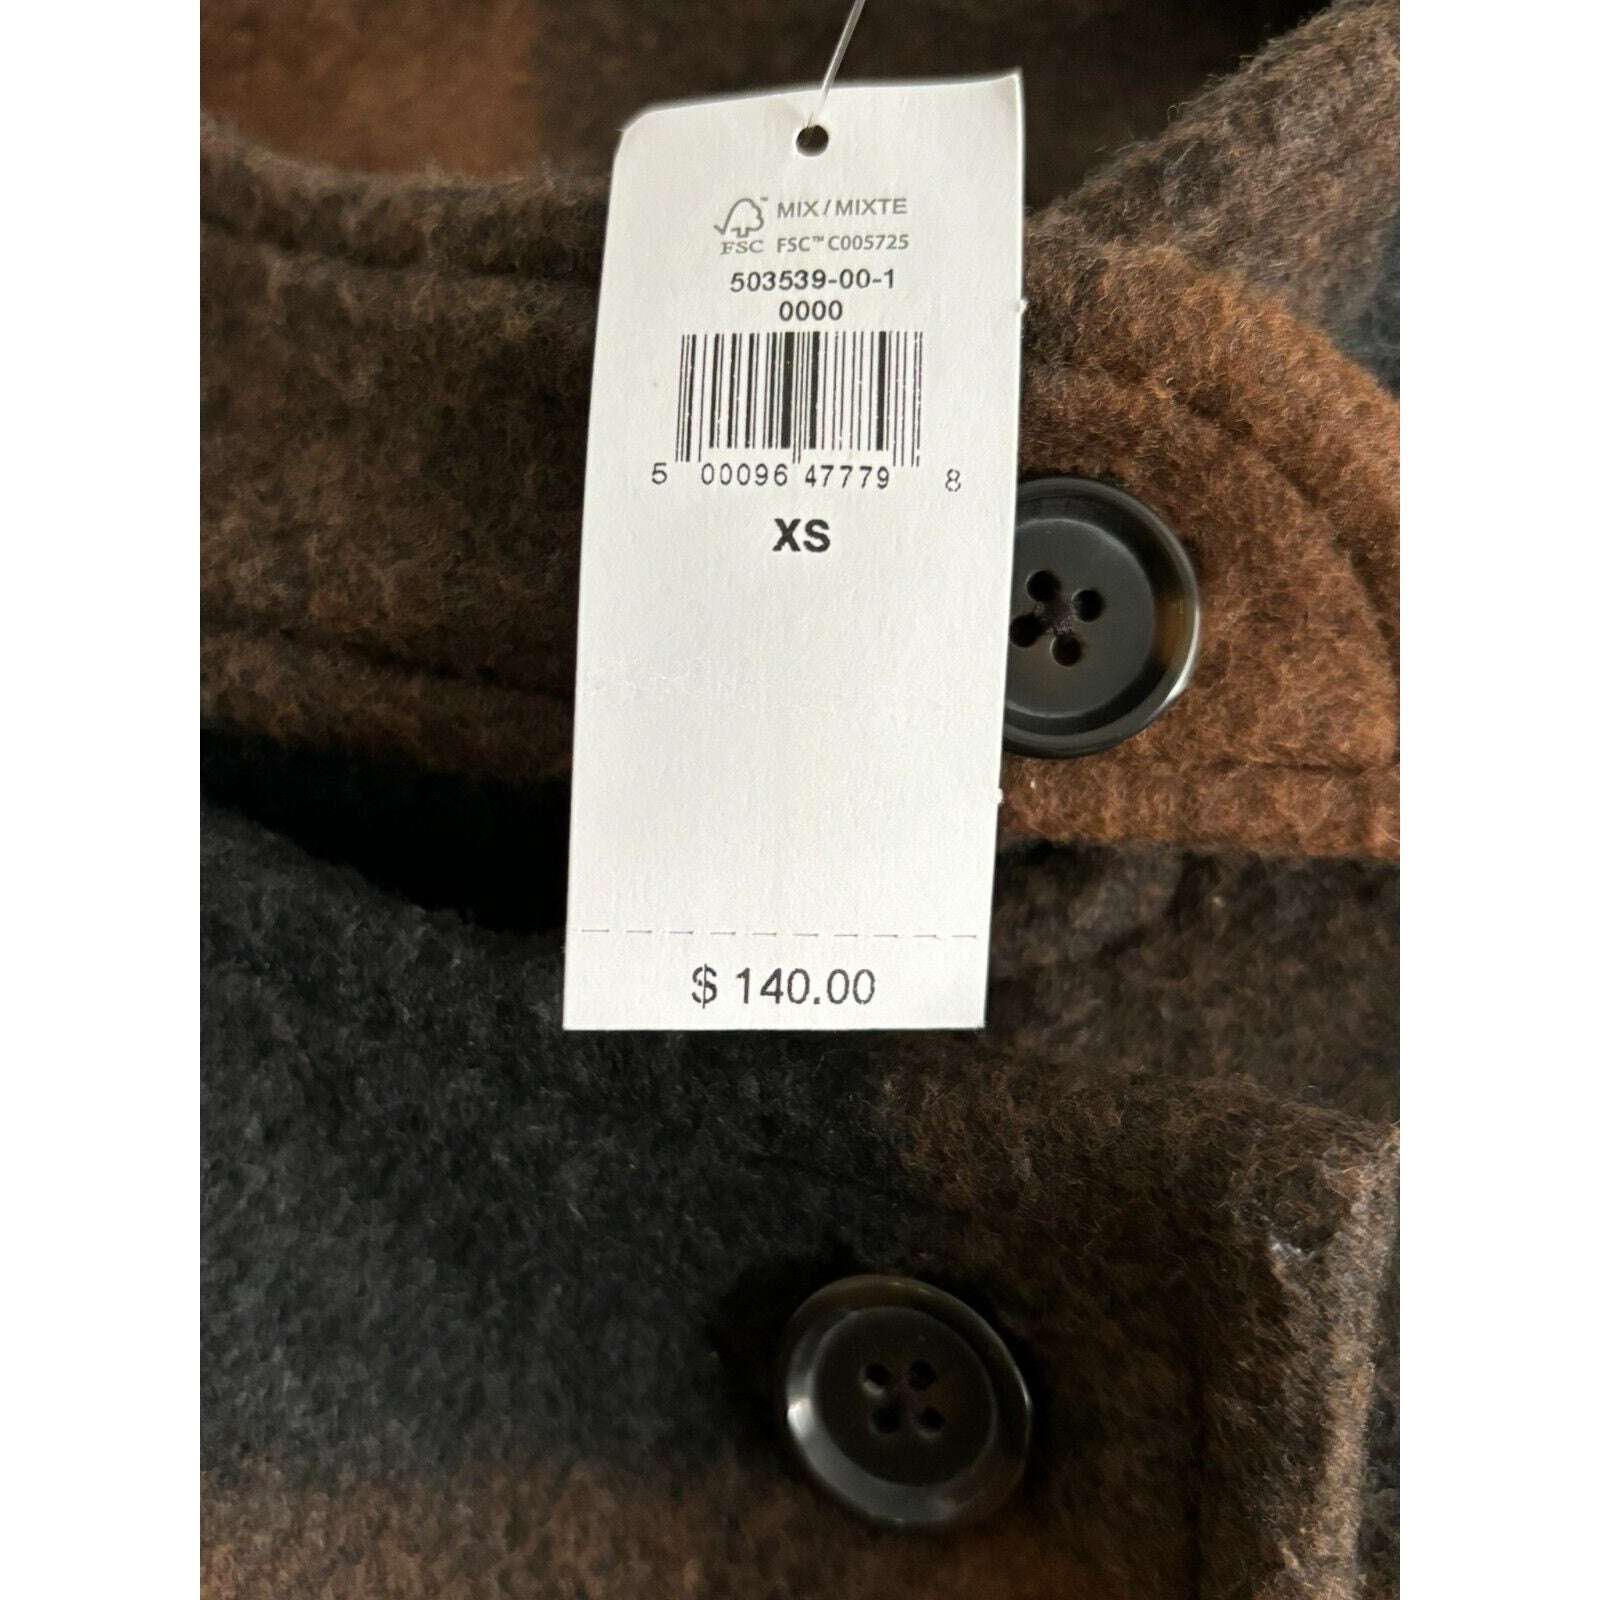 MIX / MIXTE
FSC FSC™ C005725
503539-00-1
0000
5 00096 47779 8
XS
$ 140.00